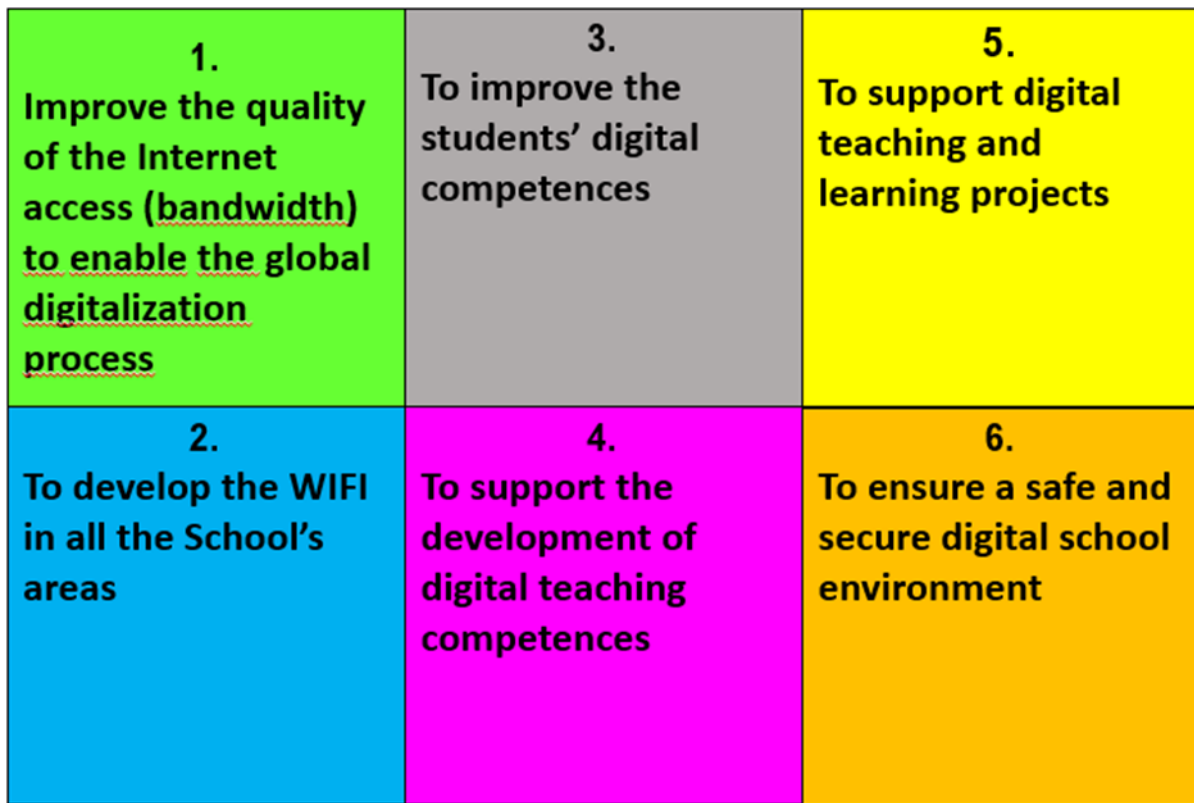 1.
Improve the quality
of the Internet
access (bandwidth)
to enable the global
digitalization
process
2.
To develop the WIFI
in all the School’s
areas
3.
To improve the
students’ digital
competences
4.
To support the
development of
digital teaching
competences
5.
To support digital
teaching and
learning projects
6.
To ensure a safe and
secure digital school
environment